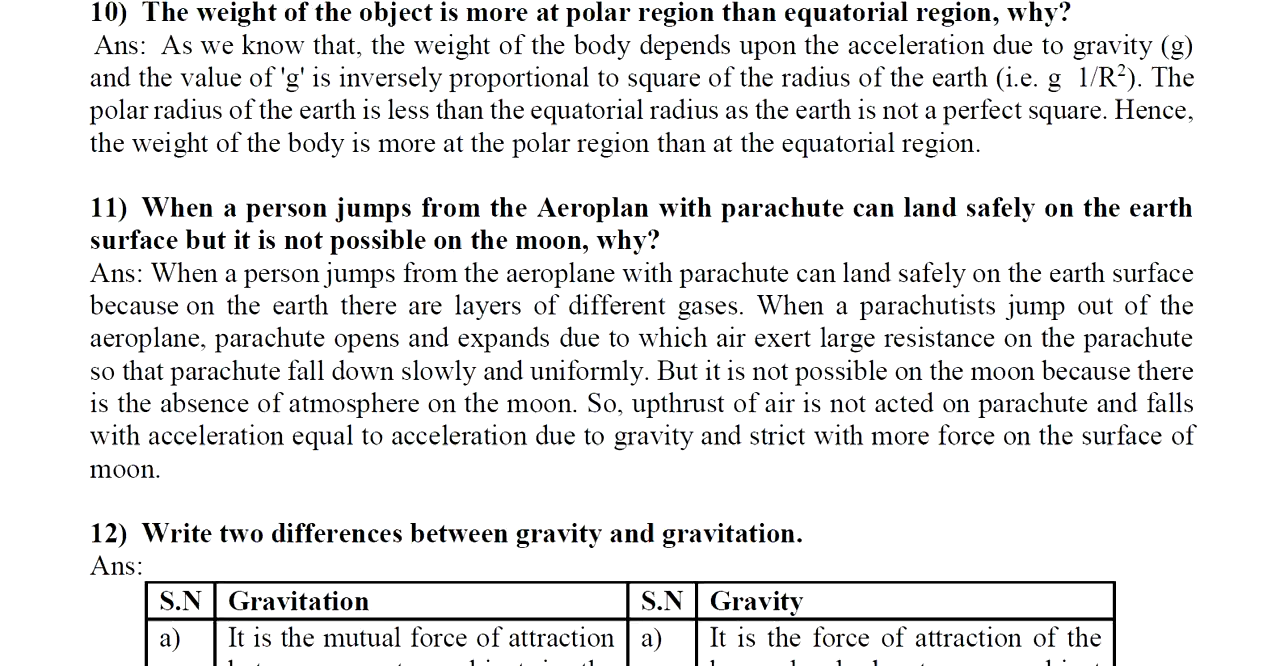 10) The weight of the object is more at polar region than equatorial region, why?
Ans: As we know that, the weight of the body depends upon the acceleration due to gravity (g)
and the value of 'g' is inversely proportional to square of the radius of the earth (i.e. g 1/R²). The
polar radius of the earth is less than the equatorial radius as the earth is not a perfect square. Hence,
the weight of the body is more at the polar region than at the equatorial region.
11) When a person jumps from the Aeroplan with parachute can land safely on the earth
surface but it is not possible on the moon, why?
Ans: When a person jumps from the aeroplane with parachute can land safely on the earth surface
because on the earth there are layers of different gases. When a parachutists jump out of the
aeroplane, parachute opens and expands due to which air exert large resistance on the parachute
so that parachute fall down slowly and uniformly. But it is not possible on the moon because there
is the absence of atmosphere on the moon. So, upthrust of air is not acted on parachute and falls
with acceleration equal to acceleration due to gravity and strict with more force on the surface of
moon.
12) Write two differences between gravity and gravitation.
Ans:
S.N Gravitation S.N Gravity
a) It is the mutual force of attraction a) It is the force of attraction of the